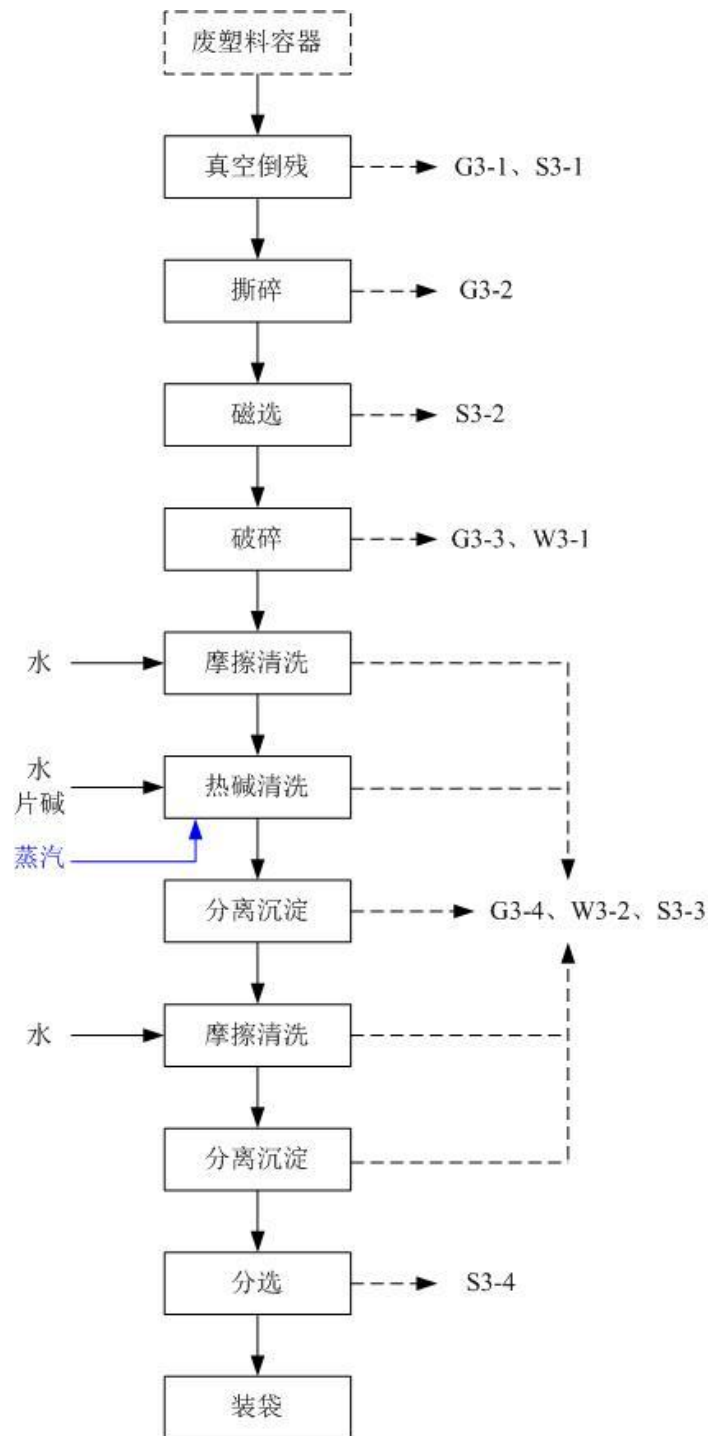 废塑料容器
真空倒残
G3-1、S3-1
撕碎
G3-2
磁选
S3-2
破碎
G3-3、W3-1
水
摩擦清洗
水
片碱
热碱清洗
蒸汽
分离沉淀
G3-4、W3-2、S3-3
水
摩擦清洗
分离沉淀
分选
S3-4
装袋